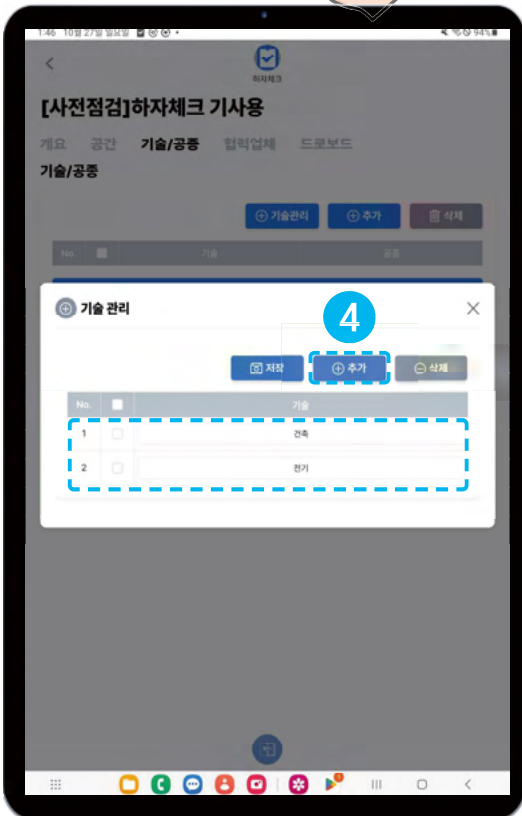 1:46 10월 27일 일요일
94%
하자체크
[사전점검]하자체크 기사용
개요 공간 기술/공종 협력업체 드로보드
기술/공종
기술관리 추가 삭제
No. 기술 공종
기술 관리
4
저장 추가 삭제
No. 기술
1 건축
2 전기